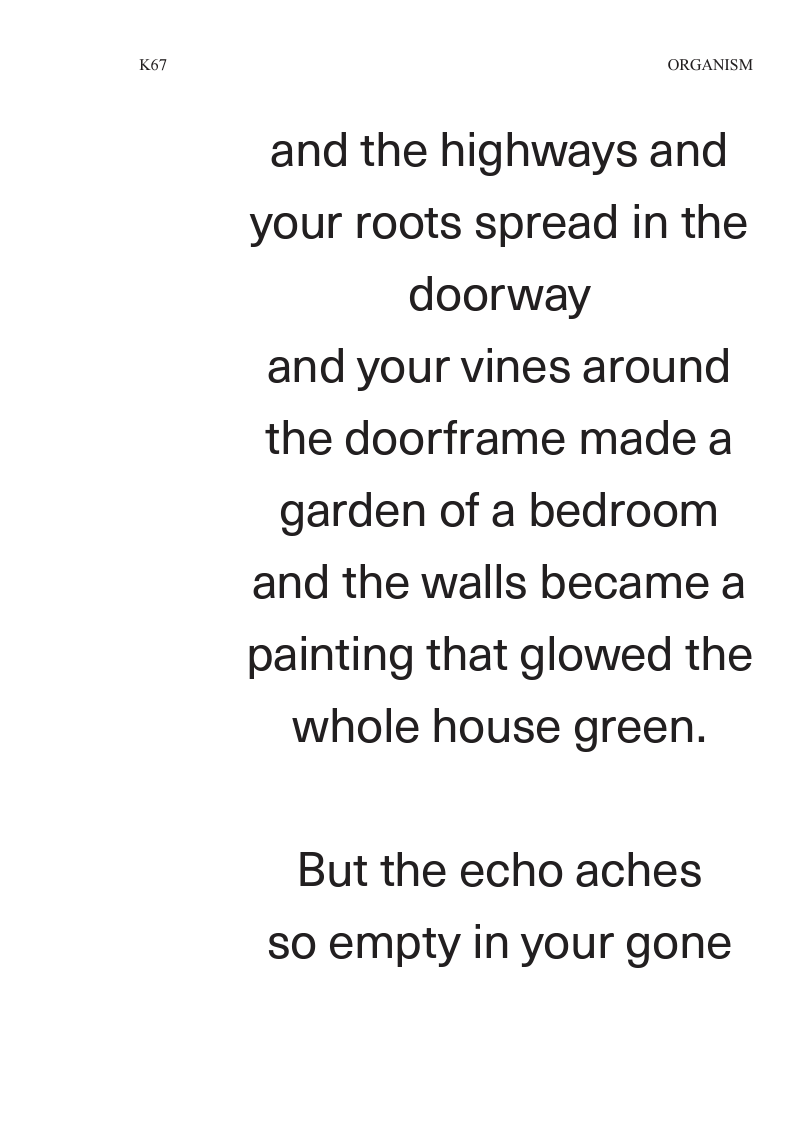 K67 ORGANISM
and the highways and
your roots spread in the
doorway
and your vines around
the doorframe made a
garden of a bedroom
and the walls became a
painting that glowed the
whole house green.
But the echo aches
so empty in your gone